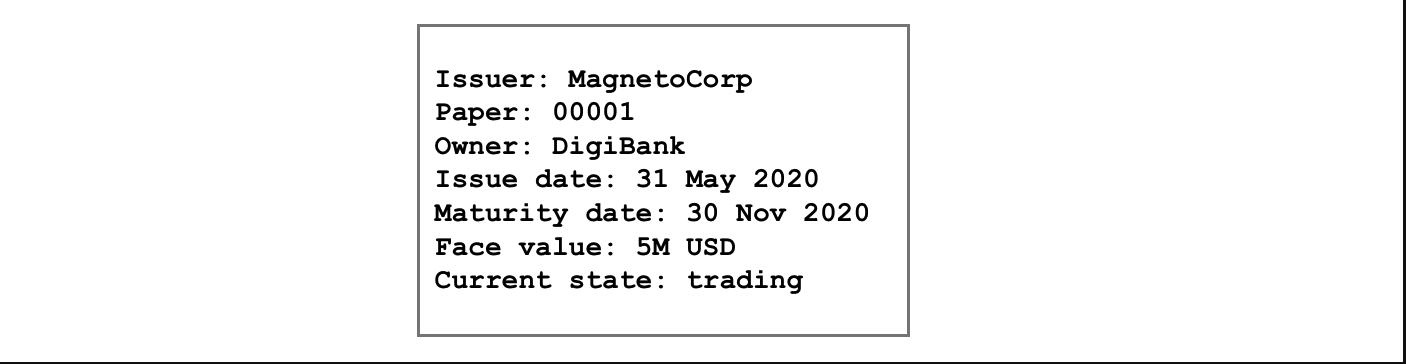 Issuer: MagnetoCorp
Paper: 00001
Owner: DigiBank
Issue date: 31 May 2020
Maturity date: 30 Nov 2020
Face value: 5M USD
Current state: trading